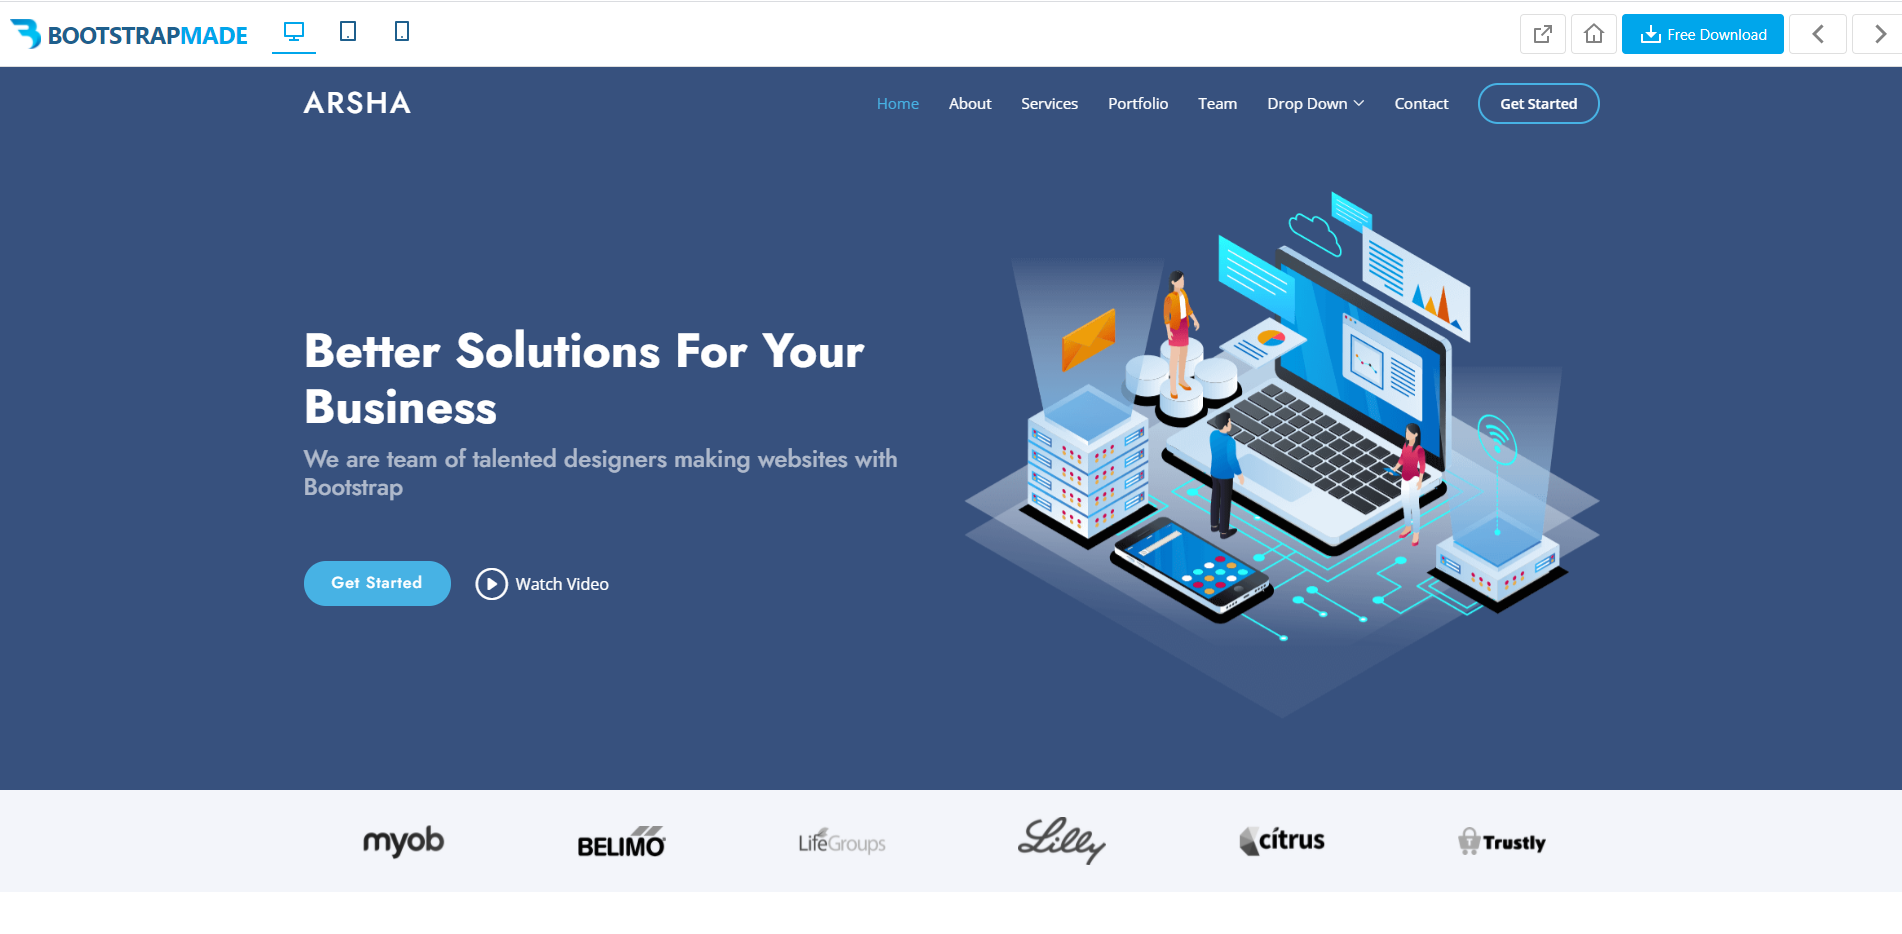 BOOTSTRAPMADE
Free Download
ARSHA
Home About Services Portfolio Team Drop Down Contact Get Started
Better Solutions For Your
Business
We are team of talented designers making websites with
Bootstrap
Get Started Watch Video
myob BELIMO LifeGroups Lilly cítrus Trustly